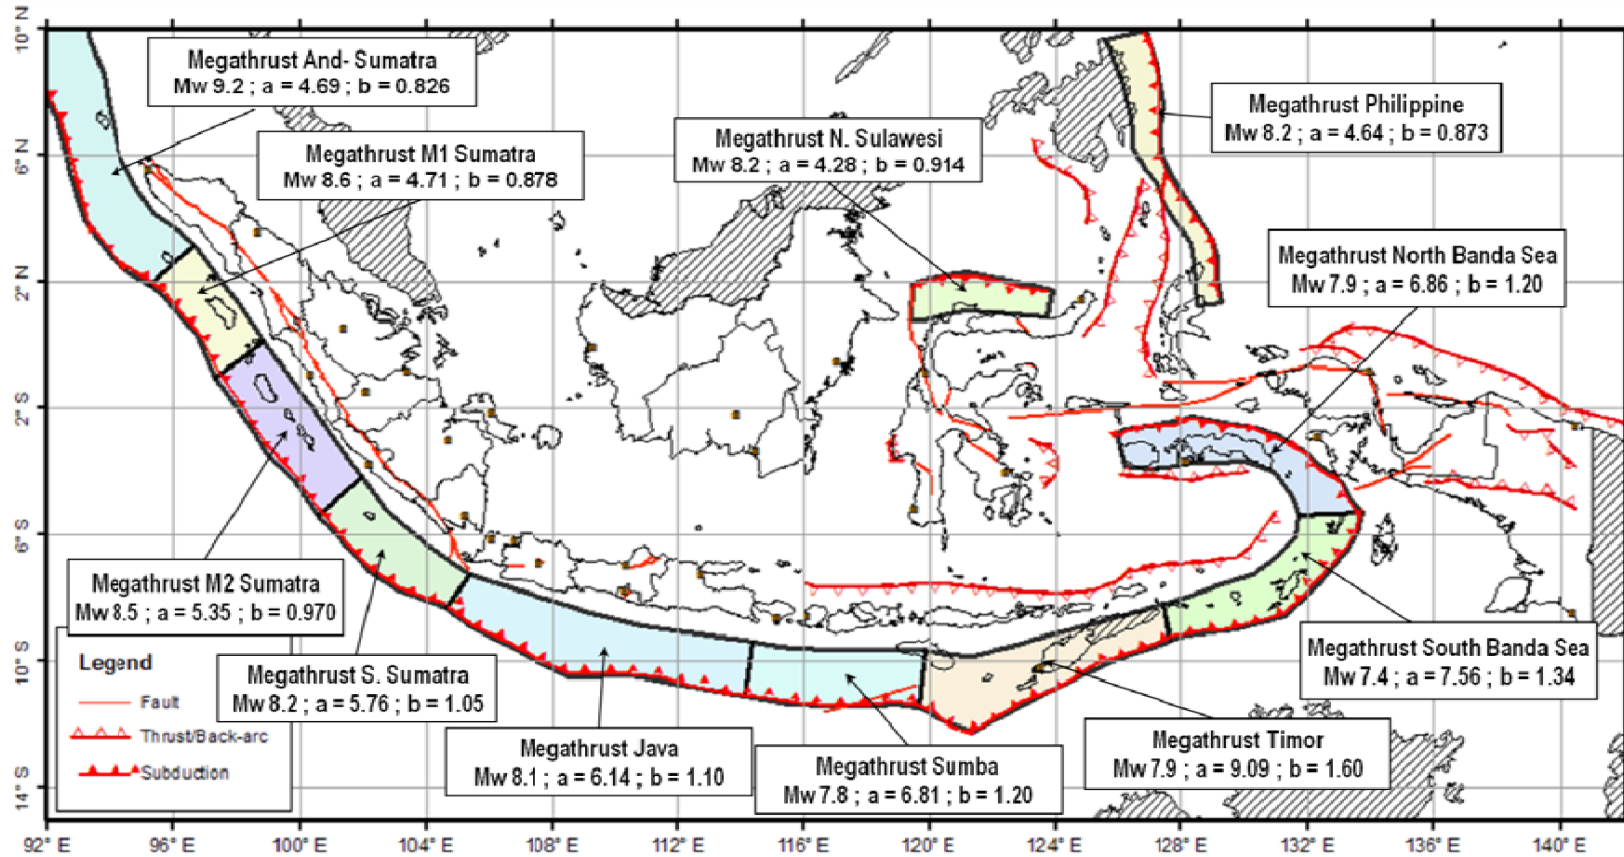 10° N
6° N
2° N
2° S
6° S
10° S
14° S
Megathrust And- Sumatra
Mw 9.2 ; a = 4.69 ; b = 0.826
Megathrust M1 Sumatra
Mw 8.6 ; a = 4.71 ; b = 0.878
Megathrust N. Sulawesi
Mw 8.2 ; a = 4.28 ; b = 0.914
Megathrust Philippine
Mw 8.2 ; a = 4.64 ; b = 0.873
Megathrust North Banda Sea
Mw 7.9 ; a = 6.86 ; b = 1.20
Megathrust M2 Sumatra
Mw 8.5 ; a = 5.35 ; b = 0.970
Megathrust S. Sumatra
Mw 8.2 ; a = 5.76 ; b = 1.05
Megathrust Java
Mw 8.1 ; a = 6.14 ; b = 1.10
Megathrust Sumba
Mw 7.8 ; a = 6.81 ; b = 1.20
Megathrust Timor
Mw 7.9 ; a = 9.09 ; b = 1.60
Megathrust South Banda Sea
Mw 7.4 ; a = 7.56 ; b = 1.34
Legend
Fault
Thrust/Back-arc
Subduction
92° E
96° E
100° E
104° E
108° E
112° E
116° E
120° E
124° E
128° E
132° E
136° E
140° E